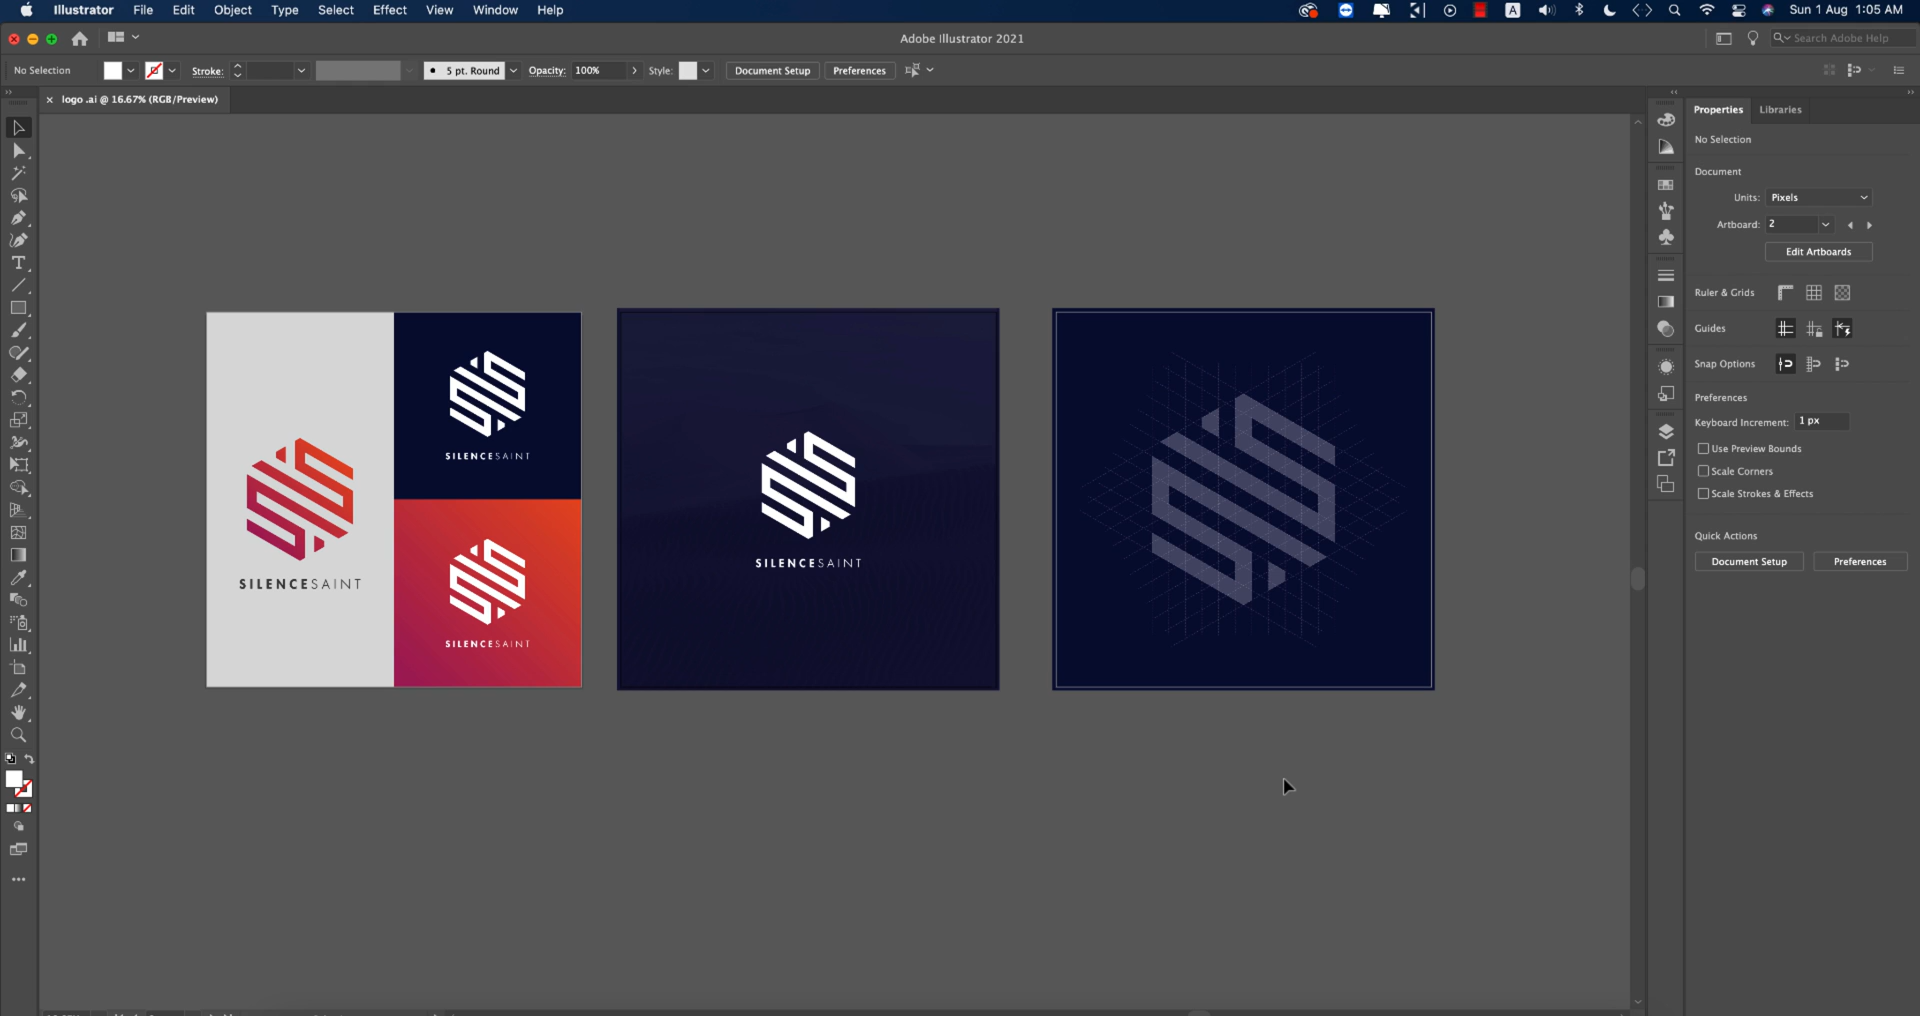 Illustrator File Edit Object Type Select Effect View Window Help
A
Sun 1 Aug 1:05 AM
Adobe Illustrator 2021
Search Adobe Help
No Selection
Stroke:
5 pt. Round
Opacity: 100%
Style:
Document Setup
Preferences
logo .ai @ 16.67% (RGB/Preview)
SILENCESAINT
SILENCESAINT
SILENCESAINT
SILENCESAINT
Properties Libraries
No Selection
Document
Units: Pixels
Artboard: 2
Edit Artboards
Ruler & Grids
Guides
Snap Options
Preferences
Keyboard Increment: 1 px
Use Preview Bounds
Scale Corners
Scale Strokes & Effects
Quick Actions
Document Setup Preferences